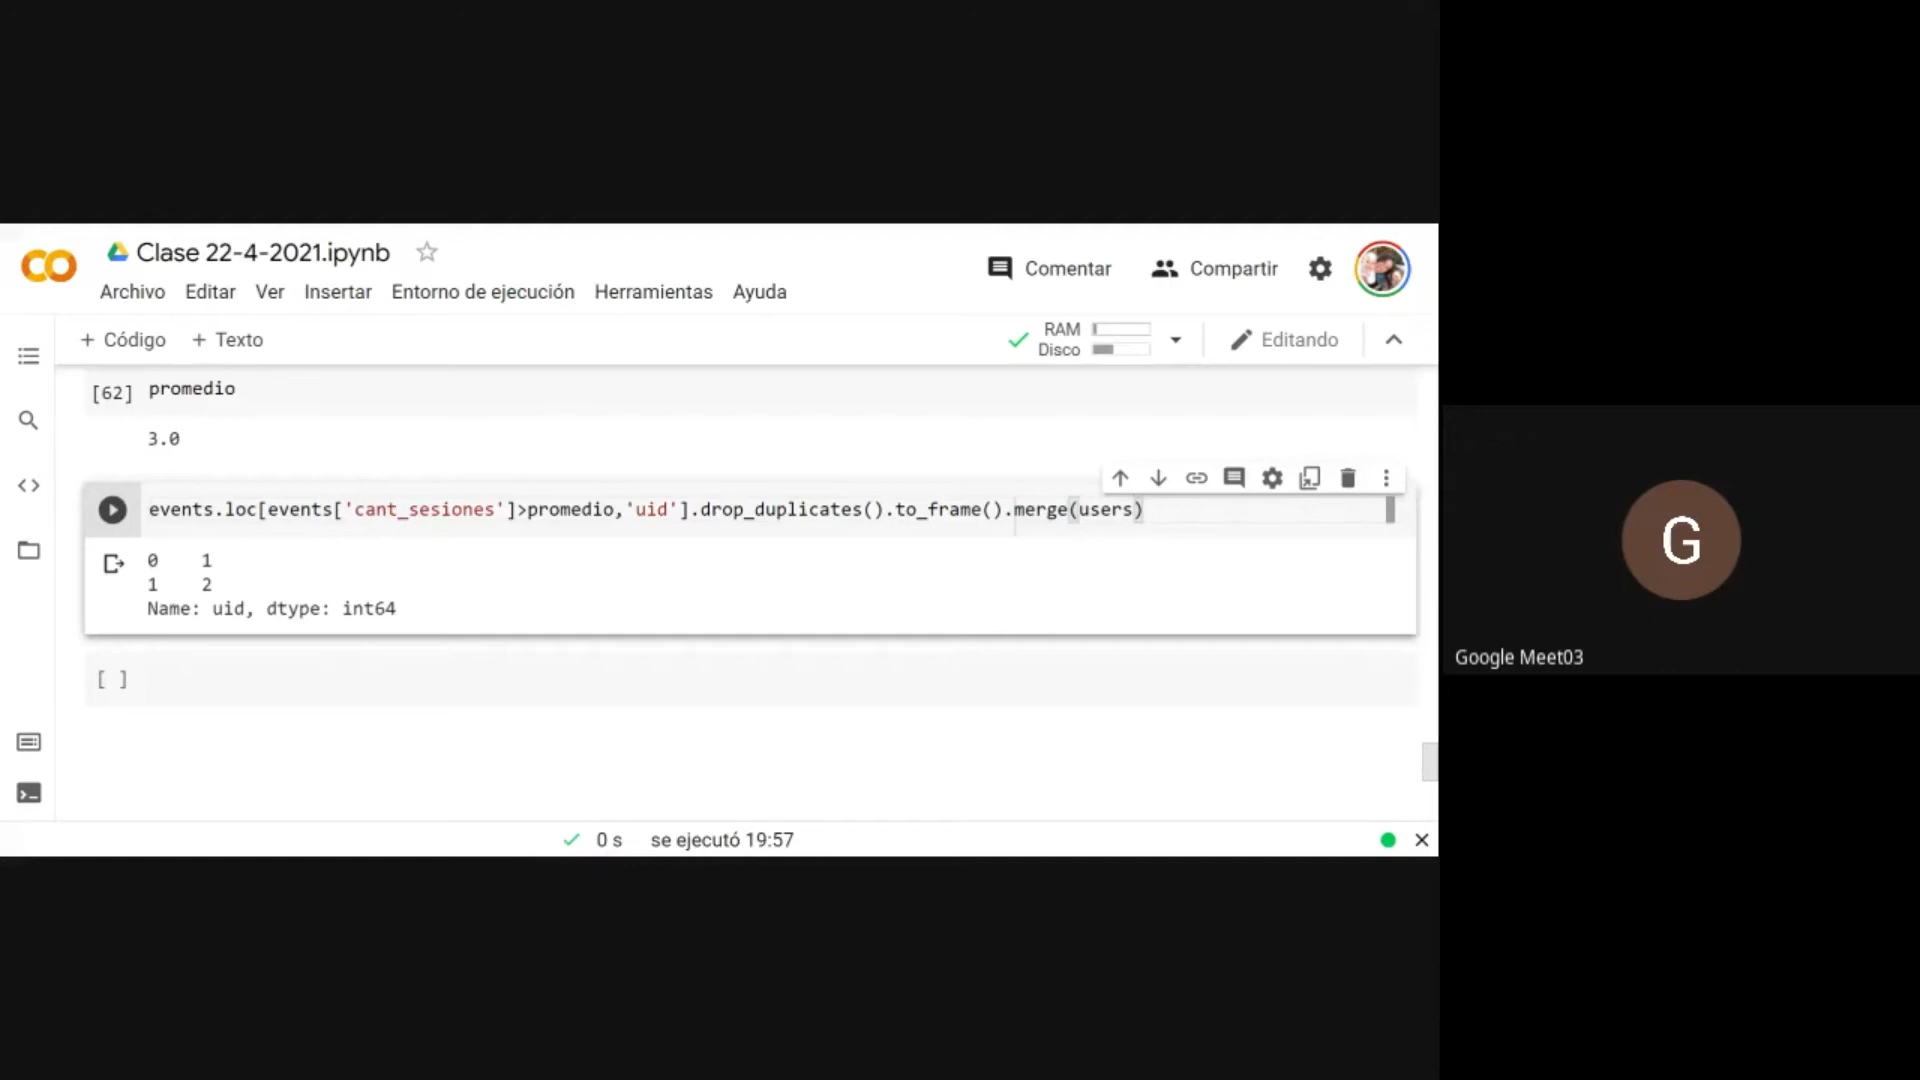 Clase 22-4-2021.ipynb
Comentar
Compartir
Archivo Editar Ver Insertar Entorno de ejecución Herramientas Ayuda
+ Código + Texto
RAM
Disco
Editando
[62] promedio
3.0
events.loc[events['cant_sesiones']>promedio,'uid'].drop_duplicates().to_frame().merge(users)
0    1
1    2
Name: uid, dtype: int64
[ ]
0 s se ejecutó 19:57
G
Google Meet03